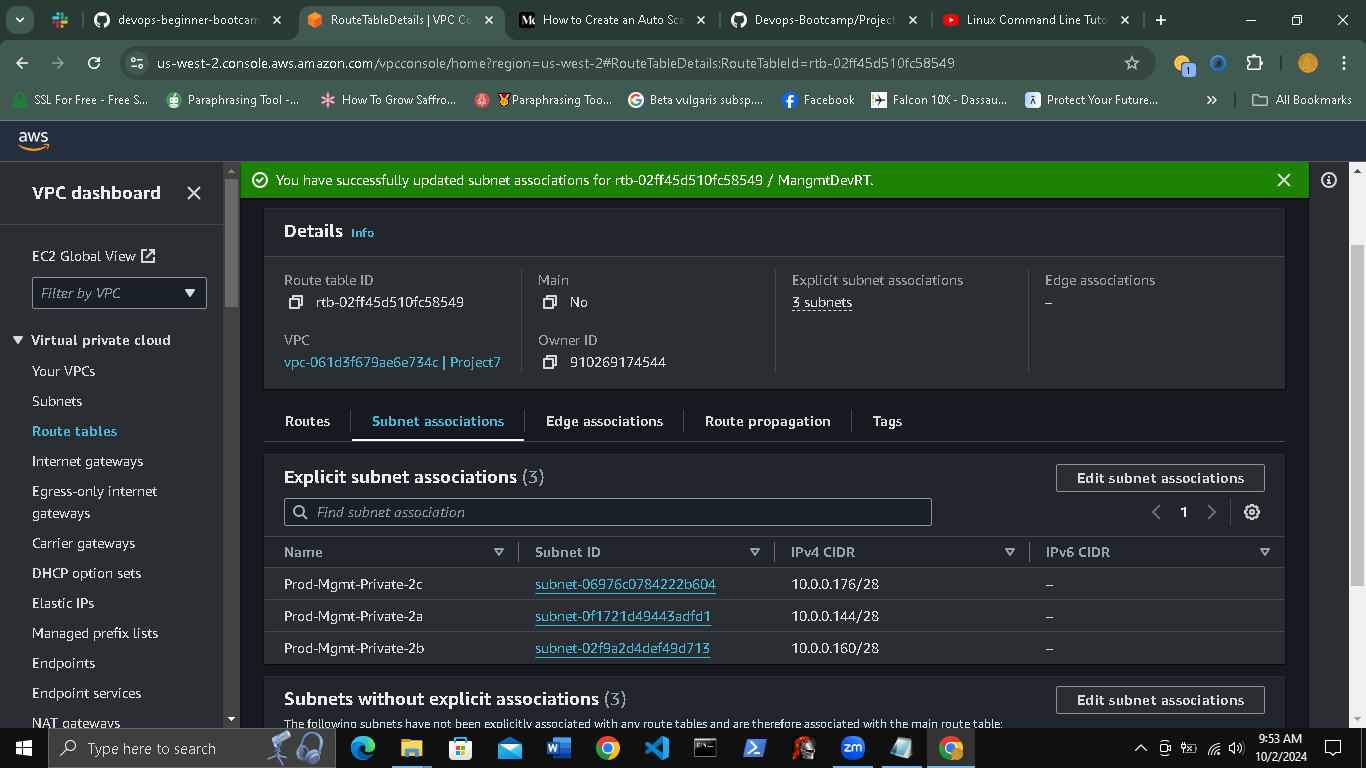 devops-beginner-bootcam
RouteTableDetails | VPC Co
How to Create an Auto Sca
Devops-Bootcamp/Project
Linux Command Line Tuto
us-west-2.console.aws.amazon.com/vpcconsole/home?region=us-west-2#RouteTableDetails:RouteTableId=rtb-02ff45d510fc58549
1
SSL For Free - Free S...
Paraphrasing Tool -...
How To Grow Saffro...
Paraphrasing Too...
Beta vulgaris subsp....
Facebook
Falcon 10X - Dassau...
Protect Your Future...
All Bookmarks
aws
VPC dashboard
You have successfully updated subnet associations for rtb-02ff45d510fc58549 / MangmtDevRT.
EC2 Global View
Filter by VPC
Virtual private cloud
Your VPCs
Subnets
Route tables
Internet gateways
Egress-only internet
gateways
Carrier gateways
DHCP option sets
Elastic IPs
Managed prefix lists
Endpoints
Endpoint services
NAT gateways
Details Info
Route table ID
rtb-02ff45d510fc58549
Main
No
Explicit subnet associations
3 subnets
Edge associations
–
VPC
vpc-061d3f679ae6e734c | Project7
Owner ID
910269174544
Routes
Subnet associations
Edge associations
Route propagation
Tags
Explicit subnet associations (3)
Edit subnet associations
Find subnet association
1
Name Subnet ID IPv4 CIDR IPv6 CIDR
Prod-Mgmt-Private-2c subnet-06976c0784222b604 10.0.0.176/28 –
Prod-Mgmt-Private-2a subnet-0f1721d49443adfd1 10.0.0.144/28 –
Prod-Mgmt-Private-2b subnet-02f9a2d4def49d713 10.0.0.160/28 –
Subnets without explicit associations (3)
Edit subnet associations
The following subnets have not been explicitly associated with any route tables and are therefore associated with the main route table:
Type here to search
W
zm
9:53 AM
10/2/2024